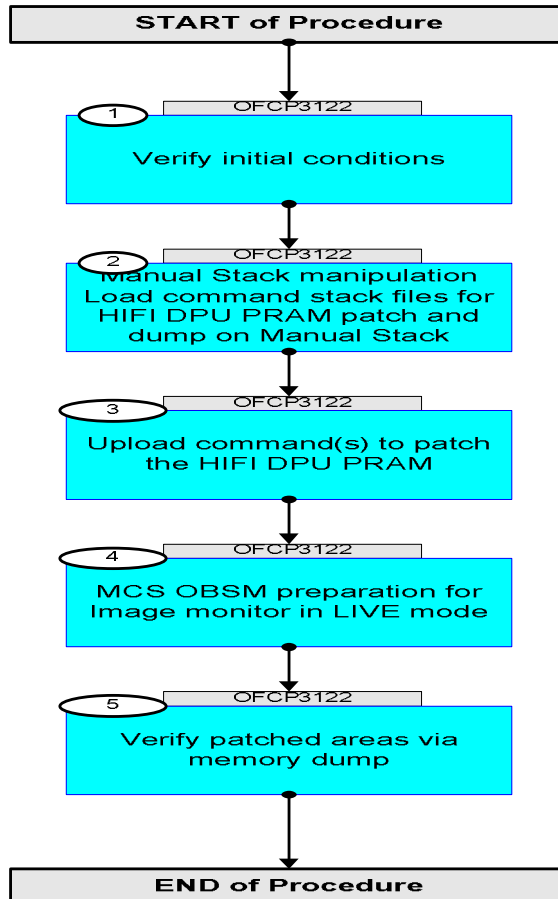 START of Procedure
OFCP3122
1
Verify initial conditions
OFCP3122
2
Manual Stack manipulation
Load command stack files for
HIFI DPU PRAM patch and
dump on Manual Stack
OFCP3122
3
Upload command(s) to patch
the HIFI DPU PRAM
OFCP3122
4
MCS OBSM preparation for
Image monitor in LIVE mode
OFCP3122
5
Verify patched areas via
memory dump
END of Procedure